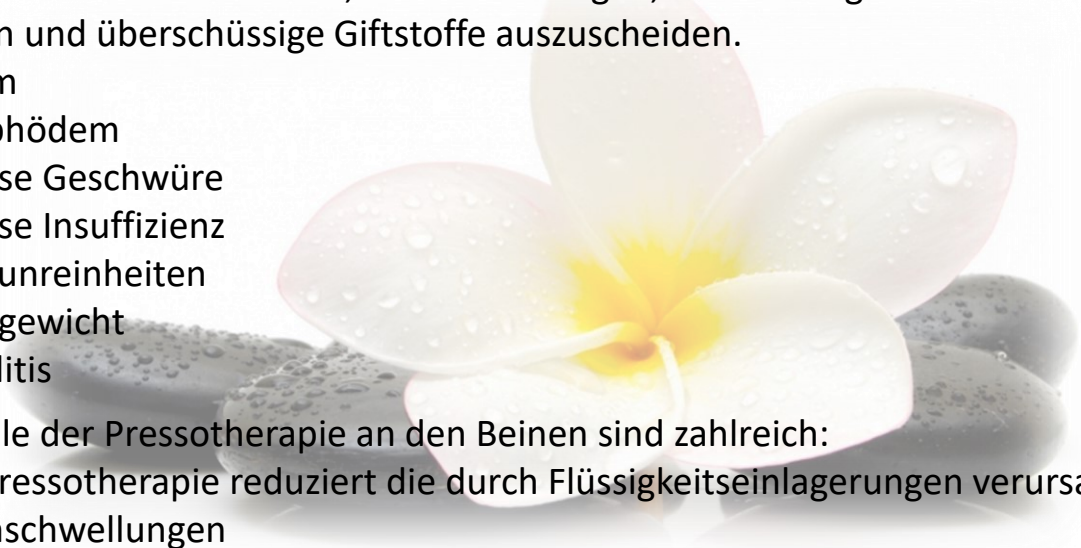 und überschüssige Giftstoffe auszuscheiden.
se Geschwüre
se Insuffizienz
unreinheiten
gewicht
litis
le der Pressotherapie an den Beinen sind zahlreich:
ressotherapie reduziert die durch Flüssigkeitseinlagerungen verursa
schwellungen